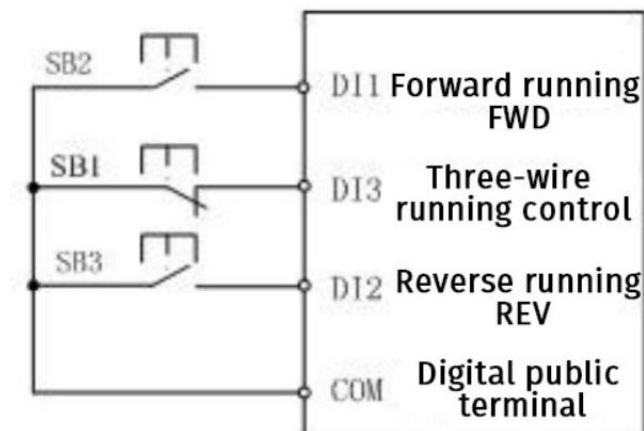 SB2
DI1 Forward running
FWD
SB1
DI3 Three-wire
running control
SB3
DI2 Reverse running
REV
COM Digital public
terminal